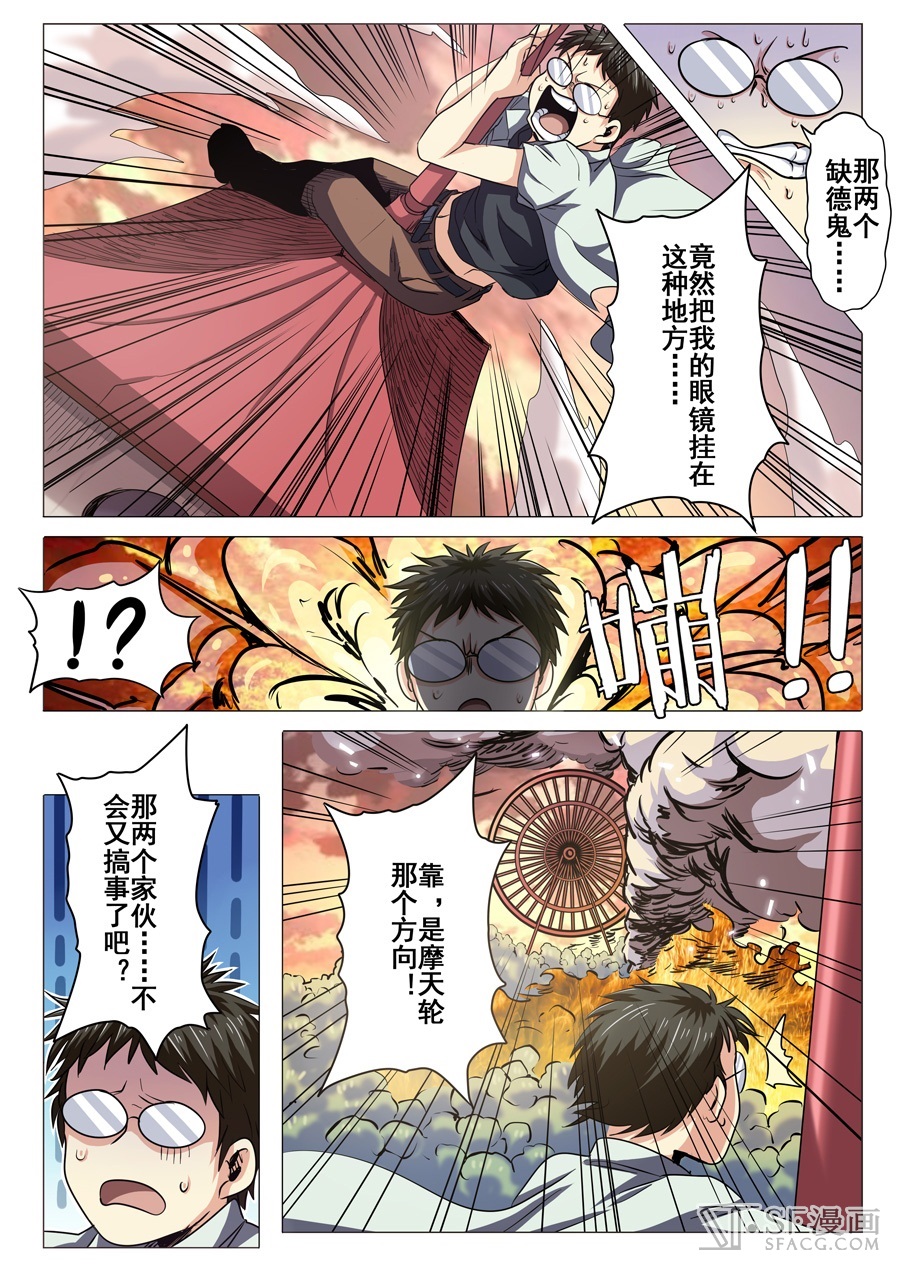 那两个
缺德鬼……
竟然把我的眼镜挂在
这种地方……
!?
嘣!!
靠，是摩天轮
那个方向！
那两个家伙……不
会又搞事了吧？
SF漫画
SFACG.COM